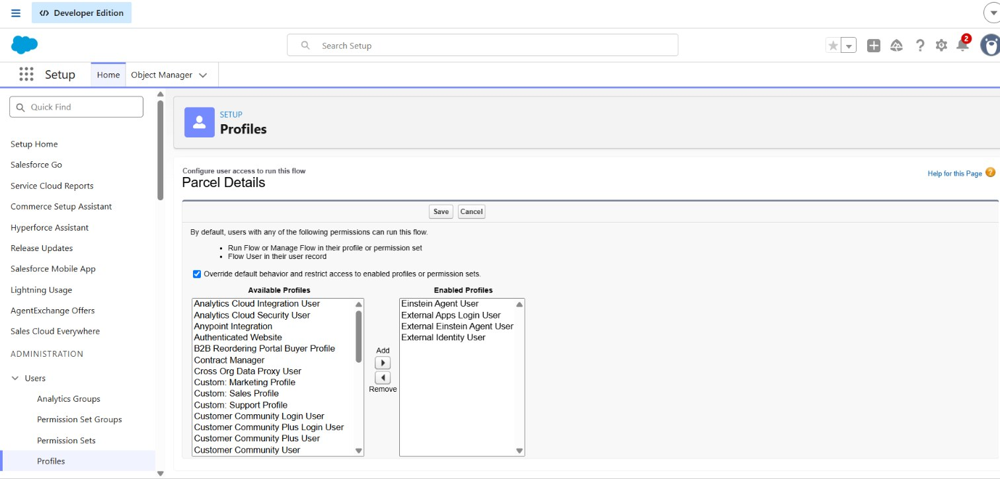 </> Developer Edition
Search Setup
2
Setup
Home
Object Manager
Quick Find
Setup Home
Salesforce Go
Service Cloud Reports
Commerce Setup Assistant
Hyperforce Assistant
Release Updates
Salesforce Mobile App
Lightning Usage
AgentExchange Offers
Sales Cloud Everywhere
ADMINISTRATION
Users
Analytics Groups
Permission Set Groups
Permission Sets
Profiles
SETUP
Profiles
Configure user access to run this flow
Parcel Details
Help for this Page ?
Save Cancel
By default, users with any of the following permissions can run this flow.
• Run Flow or Manage Flow in their profile or permission set
• Flow User in their user record
Override default behavior and restrict access to enabled profiles or permission sets.
Available Profiles
Analytics Cloud Integration User
Analytics Cloud Security User
Anypoint Integration
Authenticated Website
B2B Reordering Portal Buyer Profile
Contract Manager
Cross Org Data Proxy User
Custom: Marketing Profile
Custom: Sales Profile
Custom: Support Profile
Customer Community Login User
Customer Community Plus Login User
Customer Community Plus User
Customer Community User
Add
Remove
Enabled Profiles
Einstein Agent User
External Apps Login User
External Einstein Agent User
External Identity User